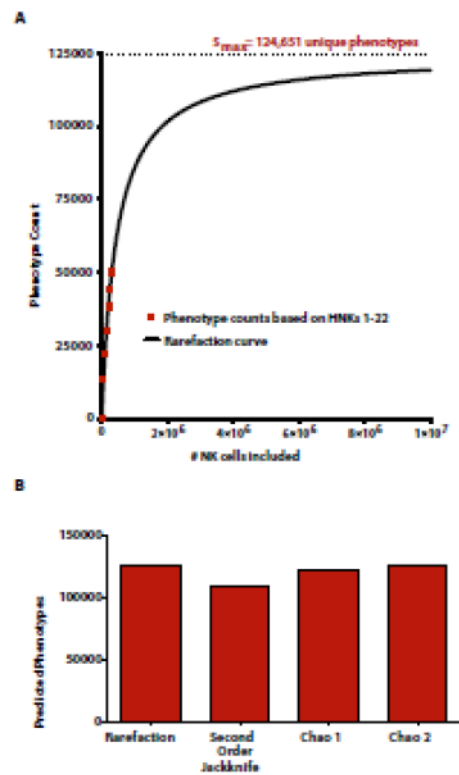 A
Smax= 124,651 unique phenotypes
125000
100000
75000
50000
25000
0
Phenotype Count
Phenotype counts based on HNKs 1-22
Rarefaction curve
0
2×10⁶
4×10⁶
6×10⁶
8×10⁶
1×10⁷
# NK cells included
B
150000
100000
50000
0
Predicted Phenotypes
Rarefaction
Second
Order
Jackknife
Chao 1
Chao 2